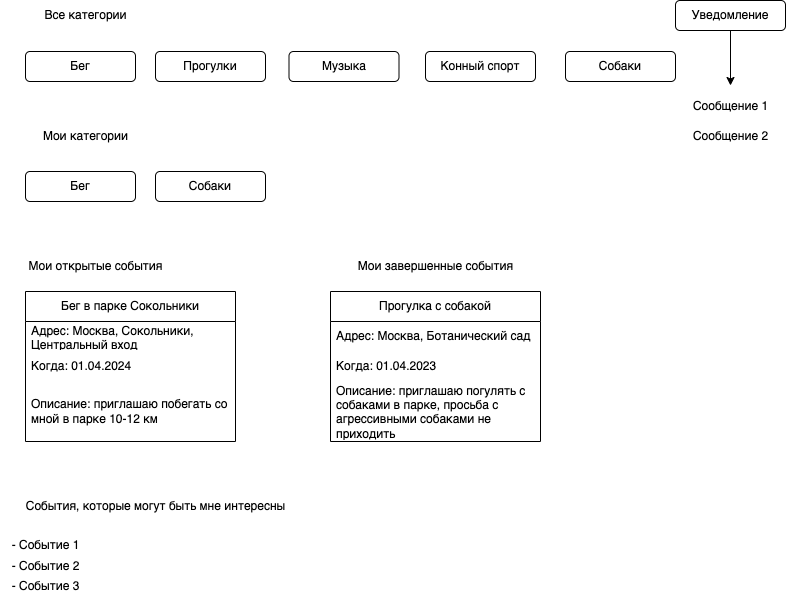 Все категории
Уведомление
Бег
Прогулки
Музыка
Конный спорт
Собаки
Сообщение 1
Мои категории
Сообщение 2
Бег
Собаки
Мои открытые события
Мои завершенные события
Бег в парке Сокольники
Адрес: Москва, Сокольники,
Центральный вход
Когда: 01.04.2024
Описание: приглашаю побегать со
мной в парке 10-12 км
Прогулка с собакой
Адрес: Москва, Ботанический сад
Когда: 01.04.2023
Описание: приглашаю погулять с
собаками в парке, просьба с
агрессивными собаками не
приходить
События, которые могут быть мне интересны
- Событие 1
- Событие 2
- Событие 3